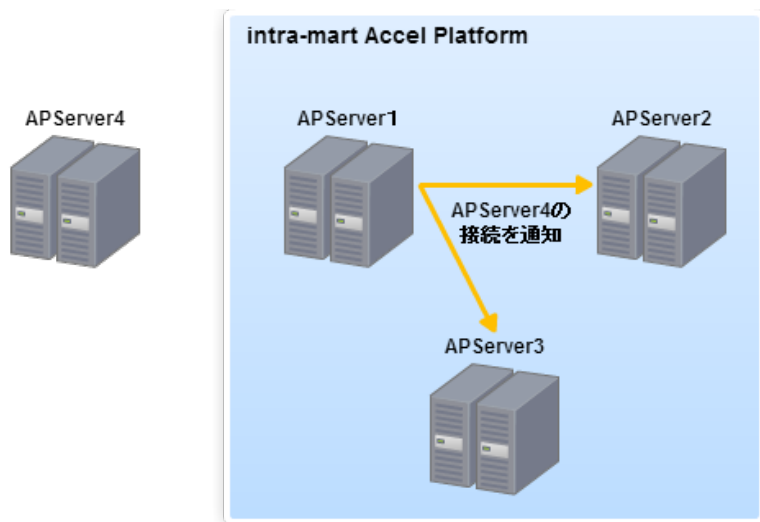 intra-mart Accel Platform
APServer4
APServer1
APServer2
APServer4の
接続を通知
APServer3